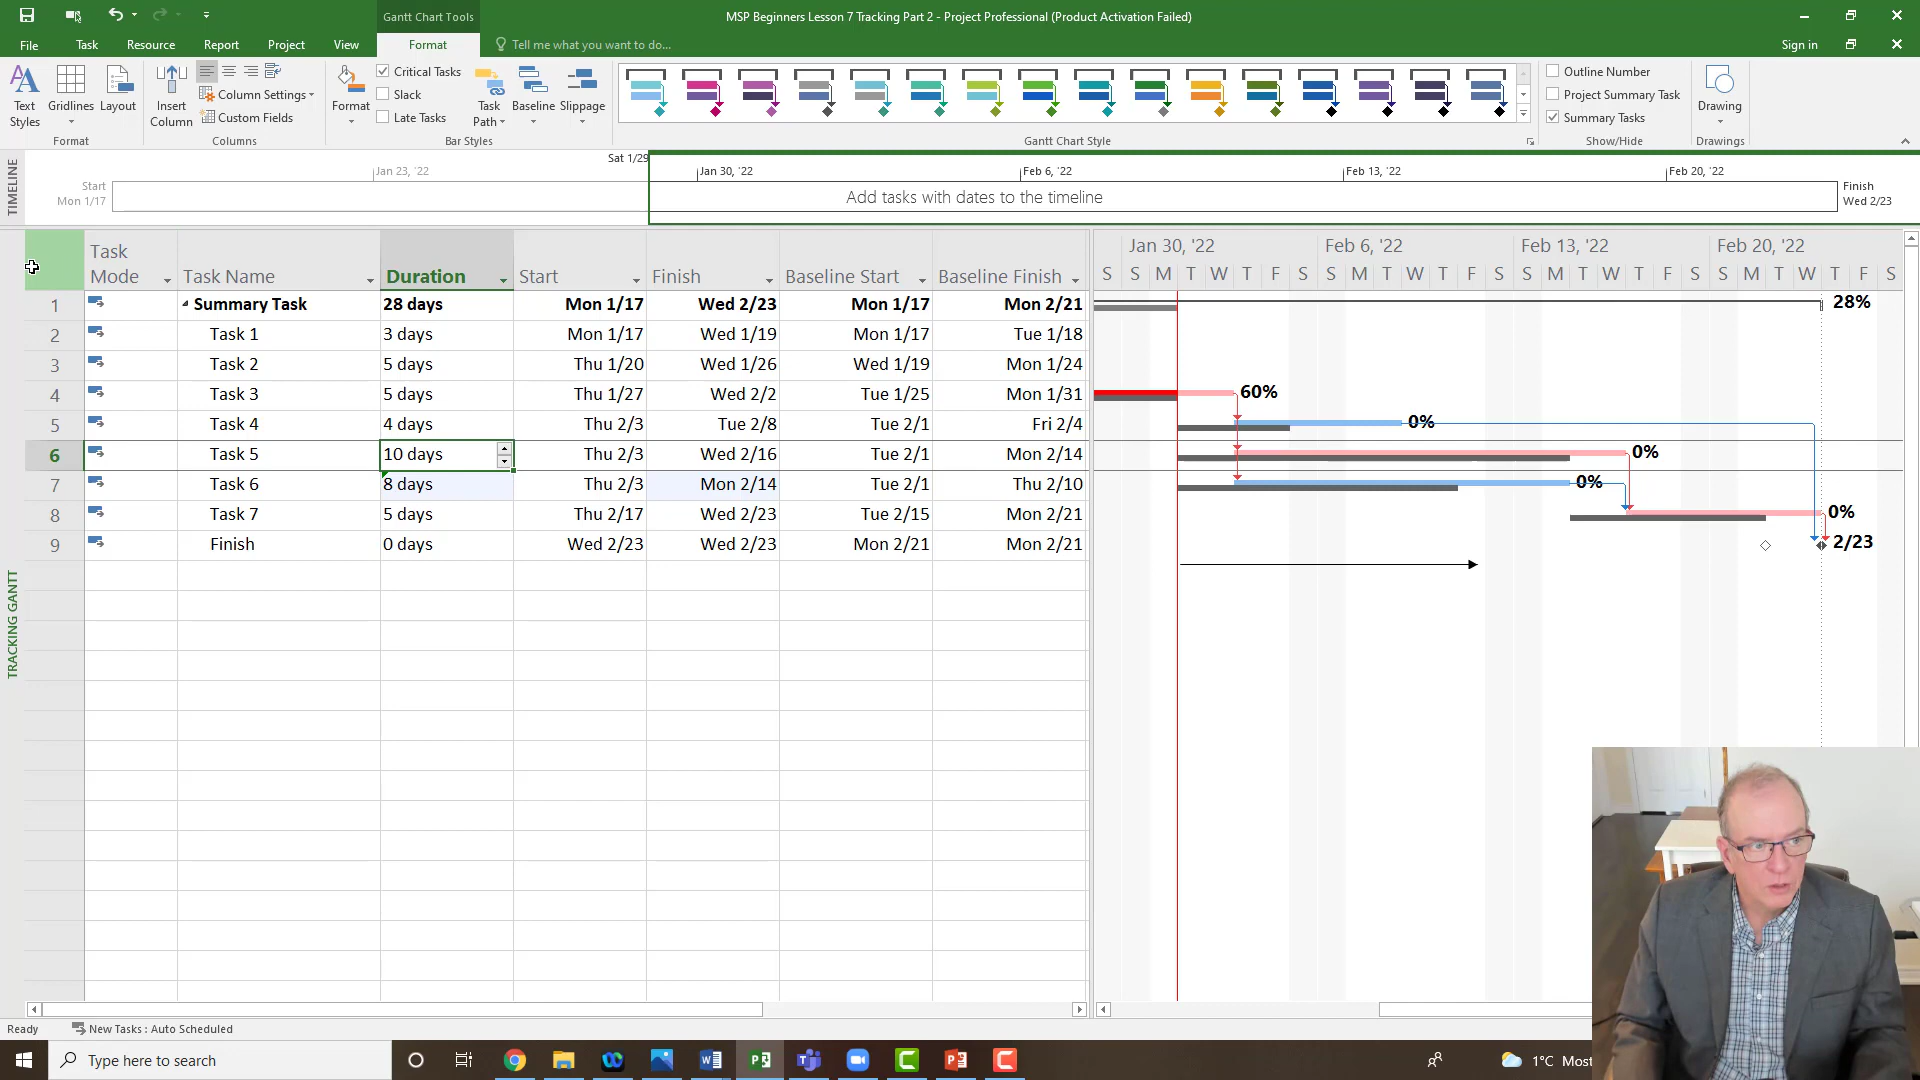 Gantt Chart Tools
MSP Beginners Lesson 7 Tracking Part 2 - Project Professional (Product Activation Failed)
File Task Resource Report Project View Format Tell me what you want to do... Sign in
Text Styles Gridlines Layout
Format
Insert Column
Column Settings
Custom Fields
Columns
Format
Critical Tasks
Slack
Late Tasks
Task Path Baseline Slippage
Bar Styles
Gantt Chart Style
Outline Number
Project Summary Task
Summary Tasks
Show/Hide
Drawing
Drawings
TIMELINE
Sat 1/29
Jan 23, '22 Jan 30, '22 Feb 6, '22 Feb 13, '22 Feb 20, '22
Start
Mon 1/17
Add tasks with dates to the timeline
Finish
Wed 2/23
Task Mode Task Name Duration Start Finish Baseline Start Baseline Finish
1 Summary Task 28 days Mon 1/17 Wed 2/23 Mon 1/17 Mon 2/21
2 Task 1 3 days Mon 1/17 Wed 1/19 Mon 1/17 Tue 1/18
3 Task 2 5 days Thu 1/20 Wed 1/26 Wed 1/19 Mon 1/24
4 Task 3 5 days Thu 1/27 Wed 2/2 Tue 1/25 Mon 1/31
5 Task 4 4 days Thu 2/3 Tue 2/8 Tue 2/1 Fri 2/4
6 Task 5 10 days Thu 2/3 Wed 2/16 Tue 2/1 Mon 2/14
7 Task 6 8 days Thu 2/3 Mon 2/14 Tue 2/1 Thu 2/10
8 Task 7 5 days Thu 2/17 Wed 2/23 Tue 2/15 Mon 2/21
9 Finish 0 days Wed 2/23 Wed 2/23 Mon 2/21 Mon 2/21
Jan 30, '22 Feb 6, '22 Feb 13, '22 Feb 20, '22
S S M T W T F S S M T W T F S S M T W T F S S M T W T F S
28%
60%
0%
0%
0%
0%
2/23
TRACKING GANTT
Ready New Tasks : Auto Scheduled
Type here to search
1°C